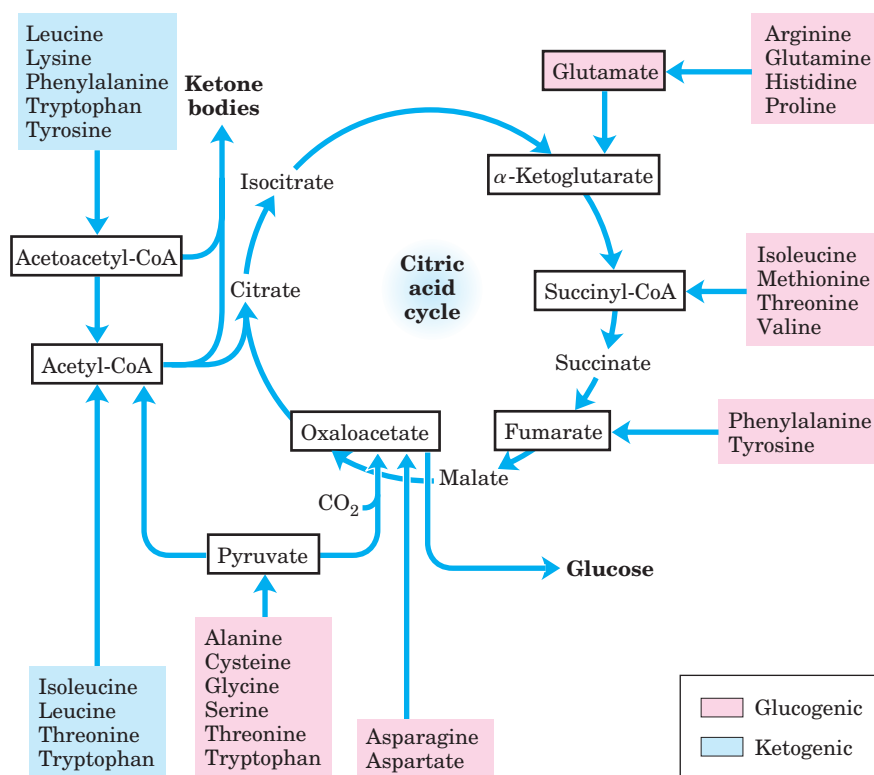 Leucine
Lysine
Phenylalanine
Tryptophan
Tyrosine
Ketone
bodies
Arginine
Glutamine
Histidine
Proline
Glutamate
Isocitrate
α-Ketoglutarate
Acetoacetyl-CoA
Citrate
Citric
acid
cycle
Succinyl-CoA
Isoleucine
Methionine
Threonine
Valine
Acetyl-CoA
Succinate
Oxaloacetate
Fumarate
Phenylalanine
Tyrosine
Malate
CO₂
Pyruvate
Glucose
Alanine
Cysteine
Glycine
Serine
Threonine
Tryptophan
Isoleucine
Leucine
Threonine
Tryptophan
Asparagine
Aspartate
Glucogenic
Ketogenic